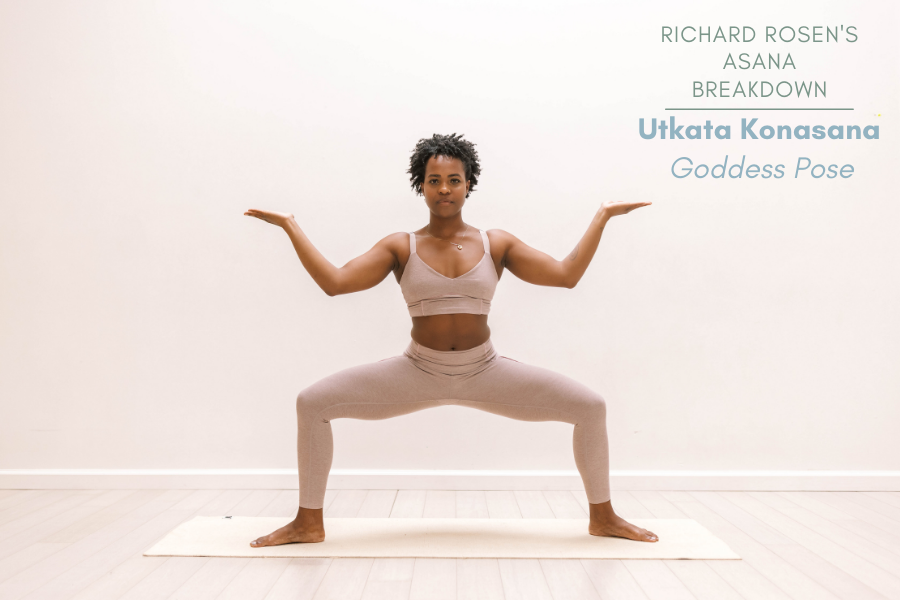 RICHARD ROSEN'S
ASANA
BREAKDOWN
Utkata Konasana
Goddess Pose